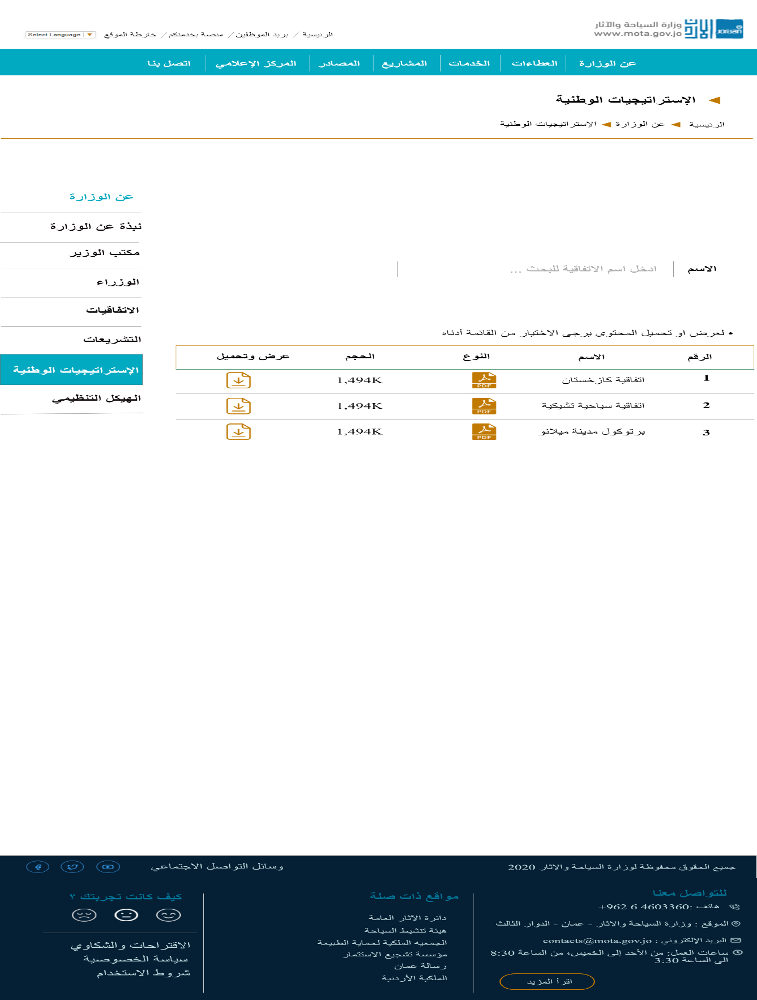 وزارة السياحة والآثار
www.mota.gov.jo
الأردن
Jordan
الرئيسية / بريد الموظفين / منصة بخدمتكم / خارطة الموقع
Select Language
عن الوزارة | العطاءات | الخدمات | المشاريع | المصادر | المركز الإعلامي | اتصل بنا
الإستراتيجيات الوطنية
الرئيسية ◄ عن الوزارة ◄ الإستراتيجيات الوطنية
عن الوزارة
نبذة عن الوزارة
مكتب الوزير
الوزراء
الاتفاقيات
التشريعات
الإستراتيجيات الوطنية
الهيكل التنظيمي
الاسم | ادخل اسم الاتفاقية للبحث ...
• لعرض او تحميل المحتوى يرجى الاختيار من القائمة أدناه
الرقم الاسم النوع الحجم عرض وتحميل
1 اتفاقية كازخستان PDF 1,494K
2 اتفاقية سياحية تشيكية PDF 1,494K
3 برتوكول مدينة ميلانو PDF 1,494K
جميع الحقوق محفوظة لوزارة السياحة والاثار 2020
وسائل التواصل الاجتماعي
للتواصل معنا
هاتف :4603360 6 962+
الموقع : وزارة السياحة والاثار - عمان - الدوار الثالث
البريد الإلكتروني : contacts@mota.gov.jo
ساعات العمل: من الأحد إلى الخميس، من الساعة 8:30
الى الساعة 3:30
اقرأ المزيد
مواقع ذات صلة
دائرة الآثار العامة
هيئة تنشيط السياحة
الجمعيه الملكية لحماية الطبيعة
مؤسسة تشجيع الاستثمار
رسالة عمان
الملكية الأردنية
كيف كانت تجربتك ؟
الاقتراحات والشكاوي
سياسة الخصوصية
شروط الاستخدام